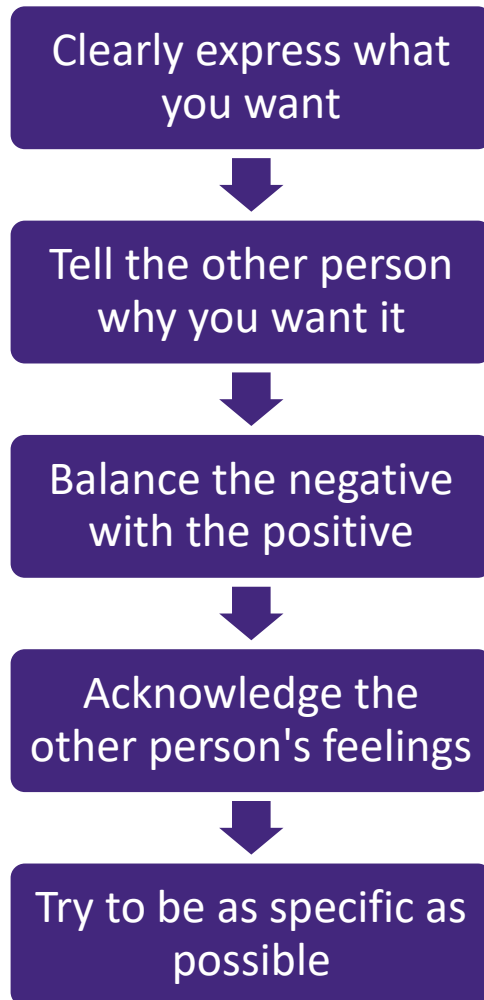 Clearly express what
you want
Tell the other person
why you want it
Balance the negative
with the positive
Acknowledge the
other person's feelings
Try to be as specific as
possible